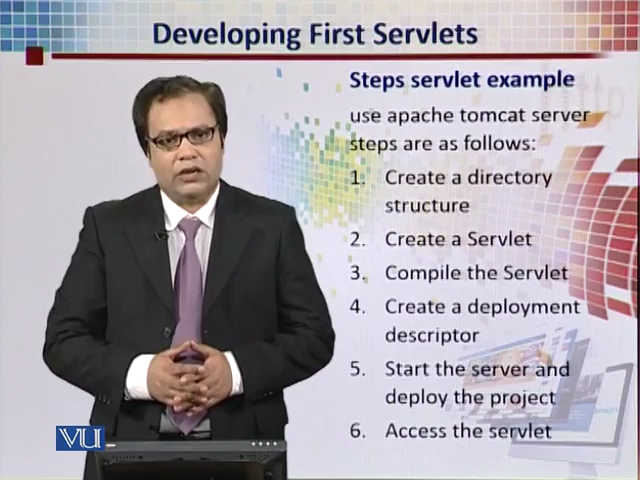 Developing First Servlets
Steps servlet example
use apache tomcat server
steps are as follows:
1. Create a directory
structure
2. Create a Servlet
3. Compile the Servlet
4. Create a deployment
descriptor
5. Start the server and
deploy the project
6. Access the servlet
VU